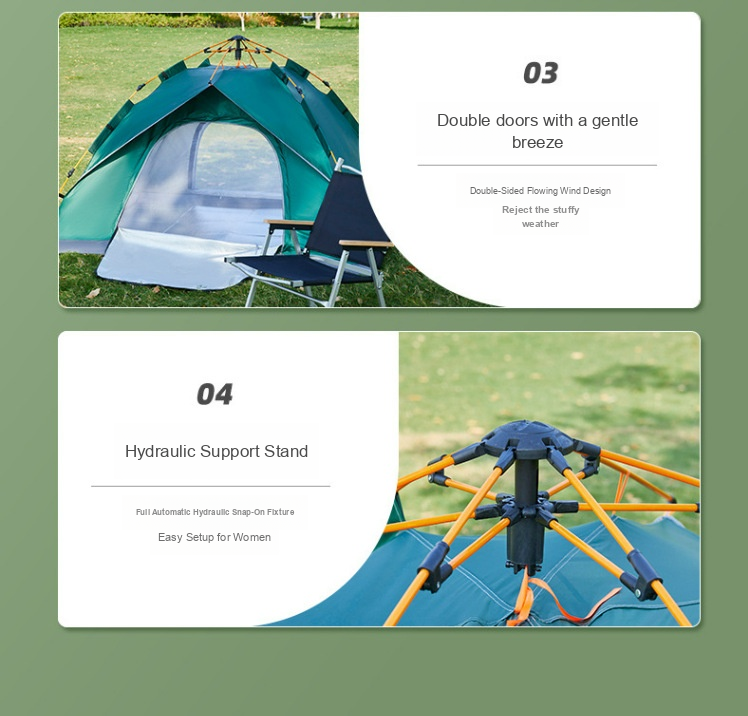 03
Double doors with a gentle
breeze
Double-Sided Flowing Wind Design
Reject the stuffy
weather
04
Hydraulic Support Stand
Full Automatic Hydraulic Snap-On Fixture
Easy Setup for Women